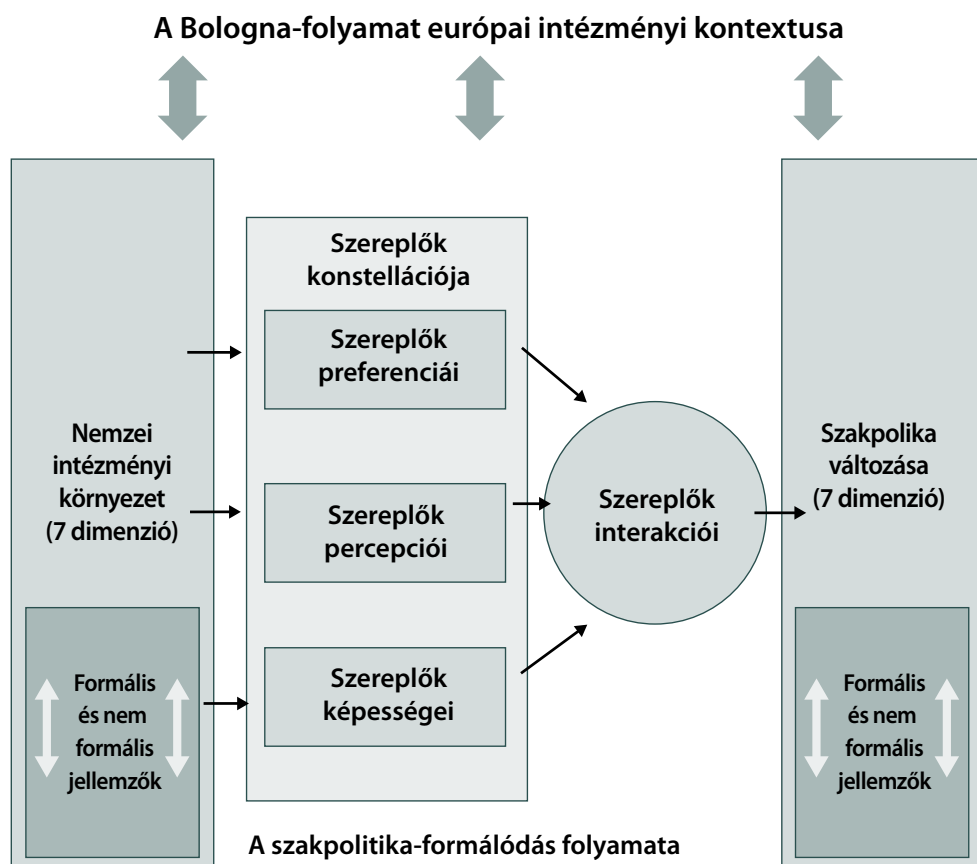 A Bologna-folyamat európai intézményi kontextusa
Nemzei
intézményi
környezet
(7 dimenzió)
Formális
és nem
formális
jellemzők
Szereplők
konstellációja
Szereplők
preferenciái
Szereplők
percepciói
Szereplők
képességei
Szereplők
interakciói
Szakpolika
változása
(7 dimenzió)
Formális
és nem
formális
jellemzők
A szakpolitika-formálódás folyamata